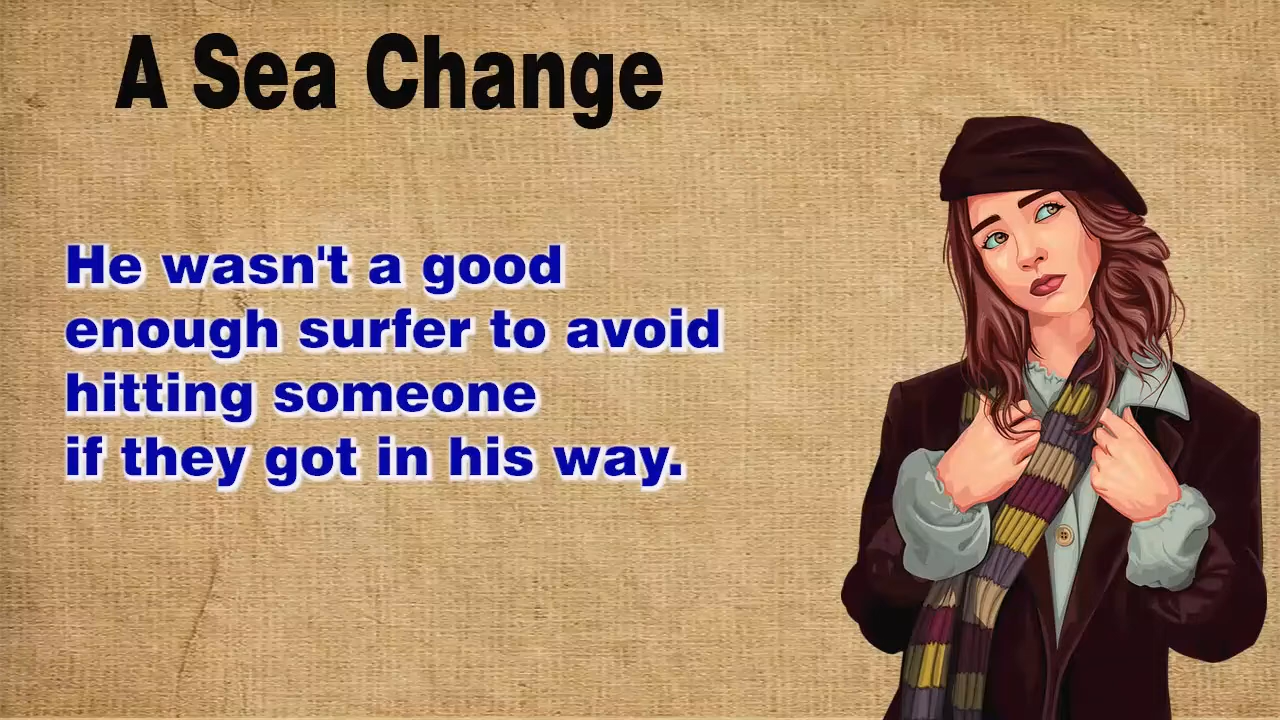 A Sea Change
He wasn't a good
enough surfer to avoid
hitting someone
if they got in his way.